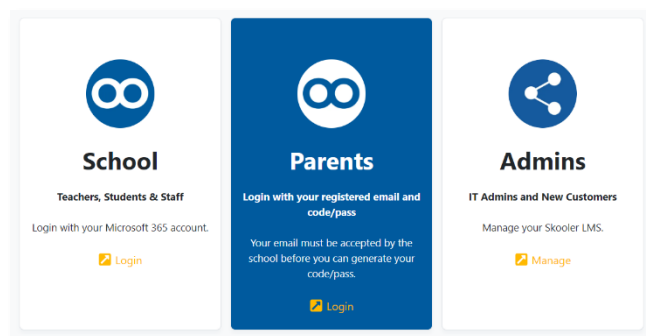 School
Teachers, Students & Staff
Login with your Microsoft 365 account.
Login
Parents
Login with your registered email and
code/pass
Your email must be accepted by the
school before you can generate your
code/pass.
Login
Admins
IT Admins and New Customers
Manage your Skooler LMS.
Manage